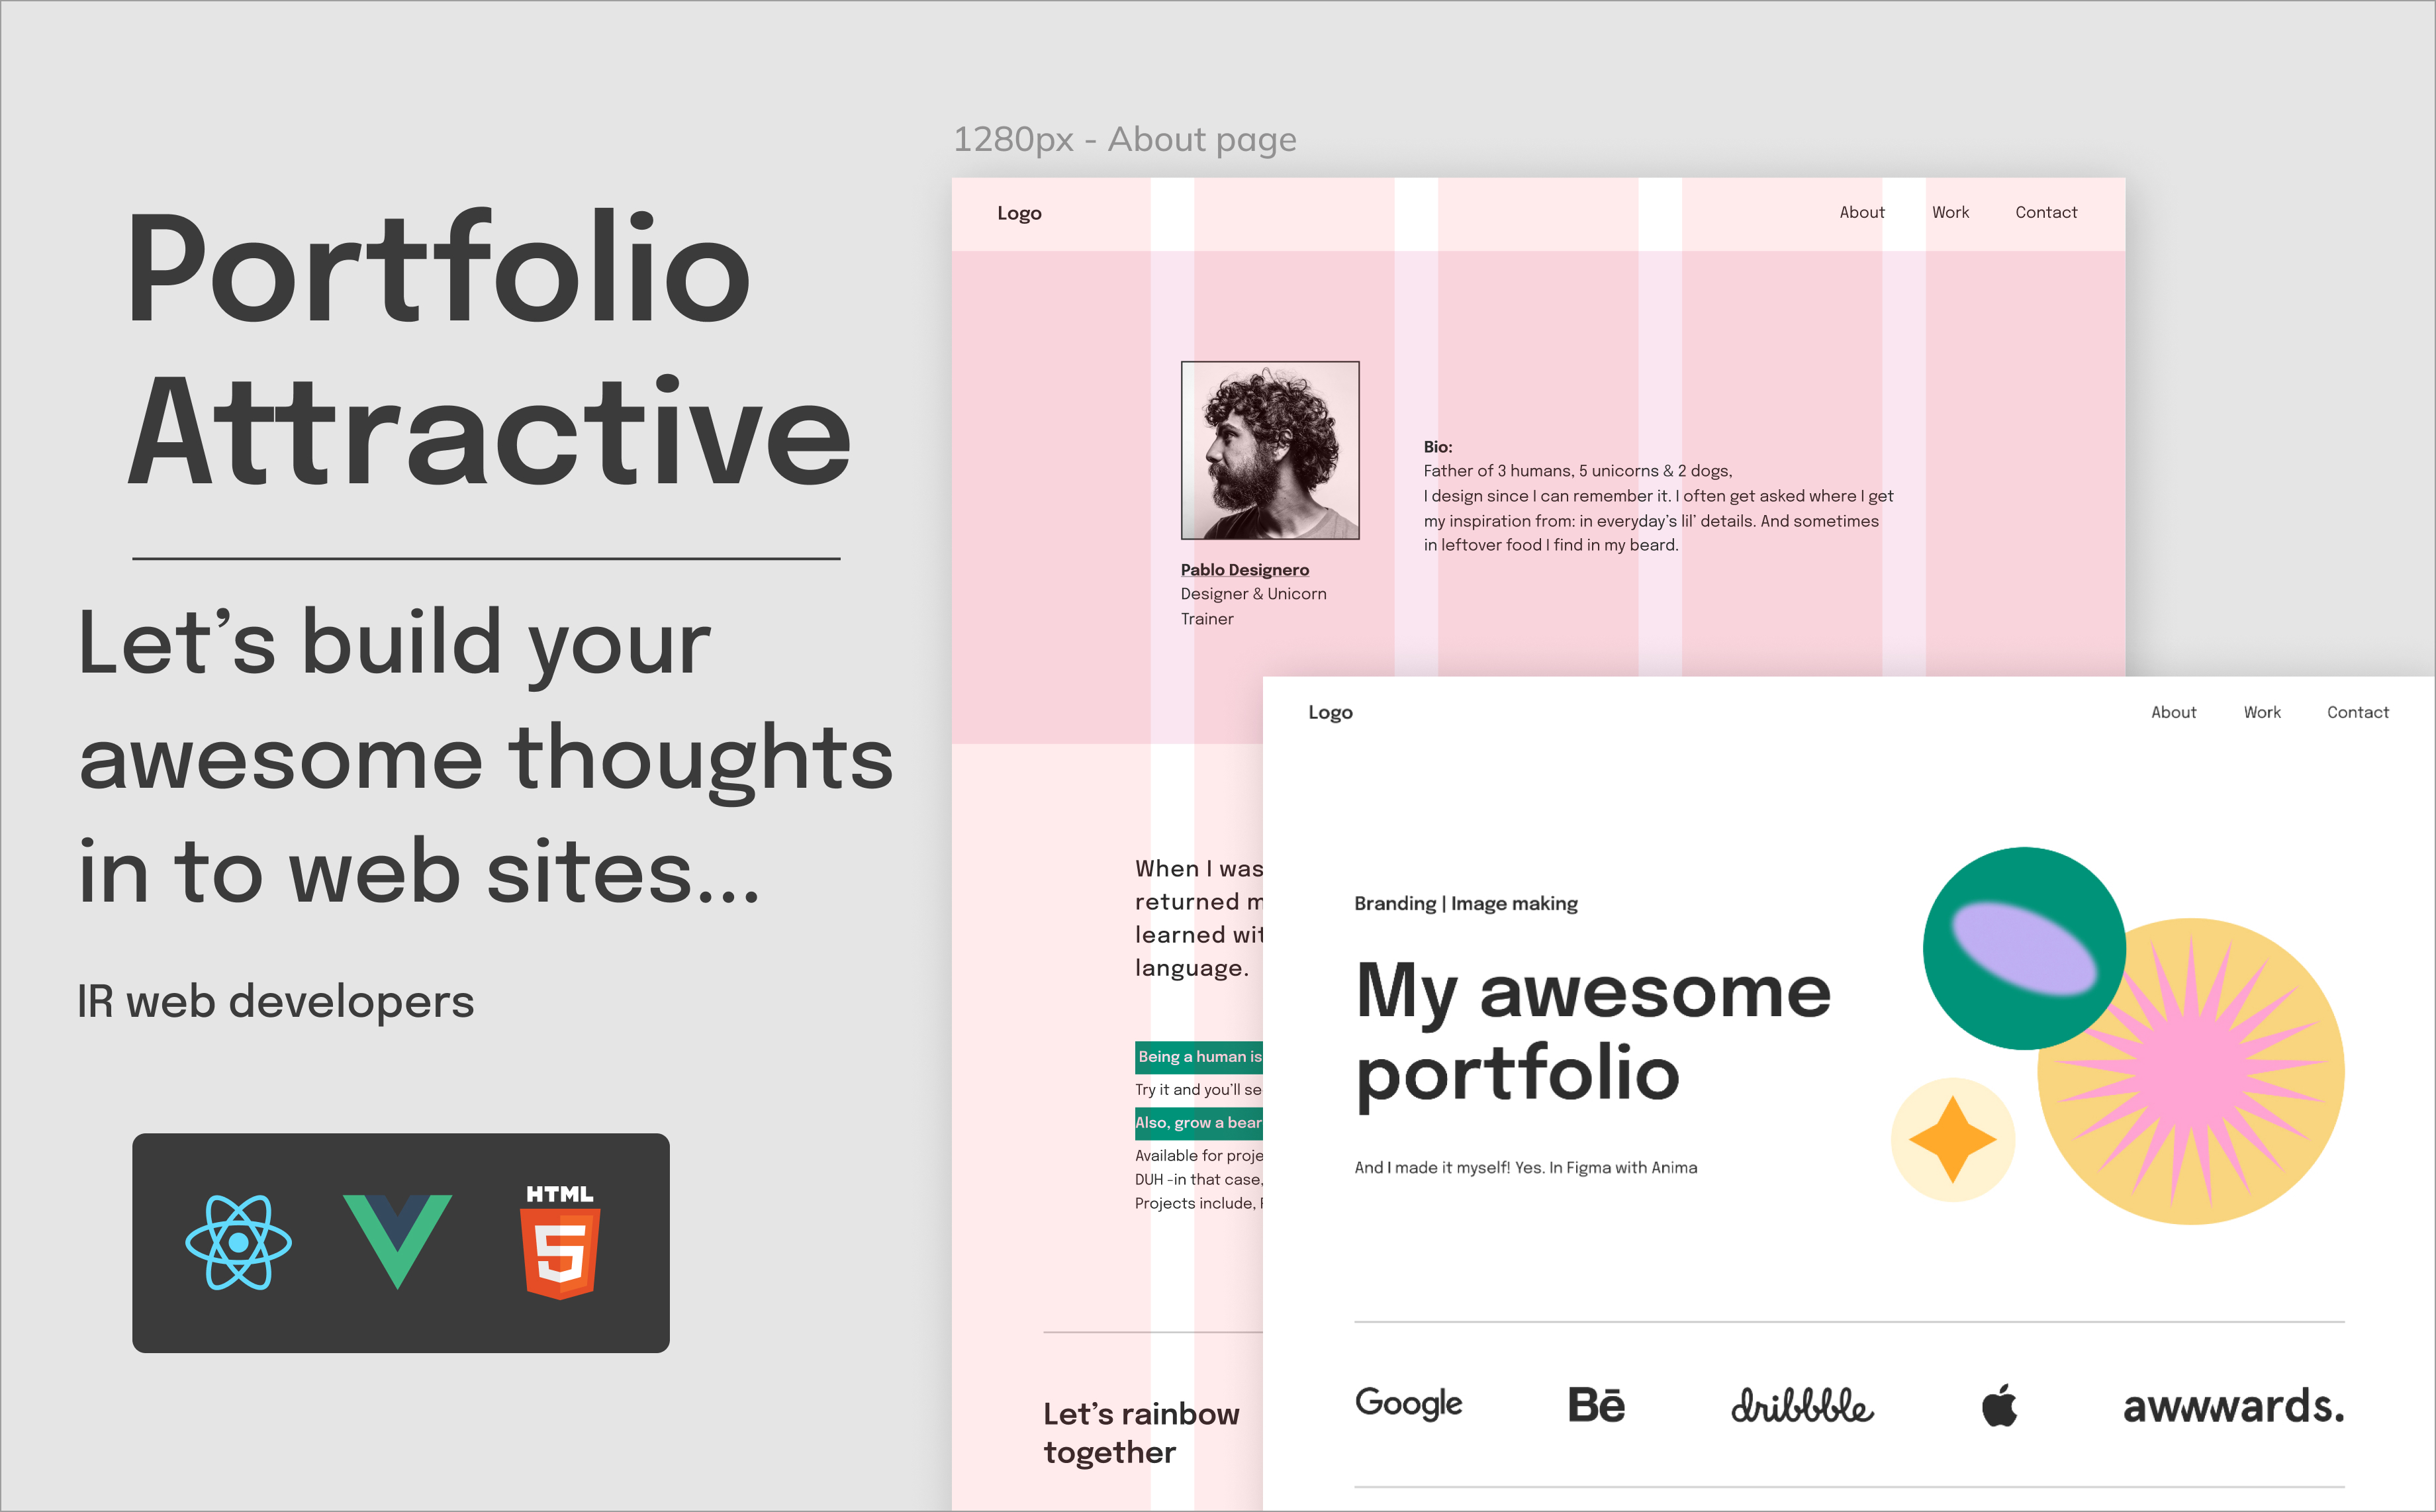 Portfolio
Attractive
Let’s build your
awesome thoughts
in to web sites...
IR web developers
HTML
5
1280px - About page
Logo
About Work Contact
Bio:
Father of 3 humans, 5 unicorns & 2 dogs,
I design since I can remember it. I often get asked where I get
my inspiration from: in everyday’s lil’ details. And sometimes
in leftover food I find in my beard.
Pablo Designero
Designer & Unicorn
Trainer
When I was
returned
learned
language.
Being a human is
Try it and you’ll
Also, grow a
Available for
DUH -in that case,
Projects include,
Let’s rainbow
together
Logo
About Work Contact
Branding | Image making
My awesome
portfolio
And I made it myself! Yes. In Figma with Anima
Google Bē dribbble awwwards.